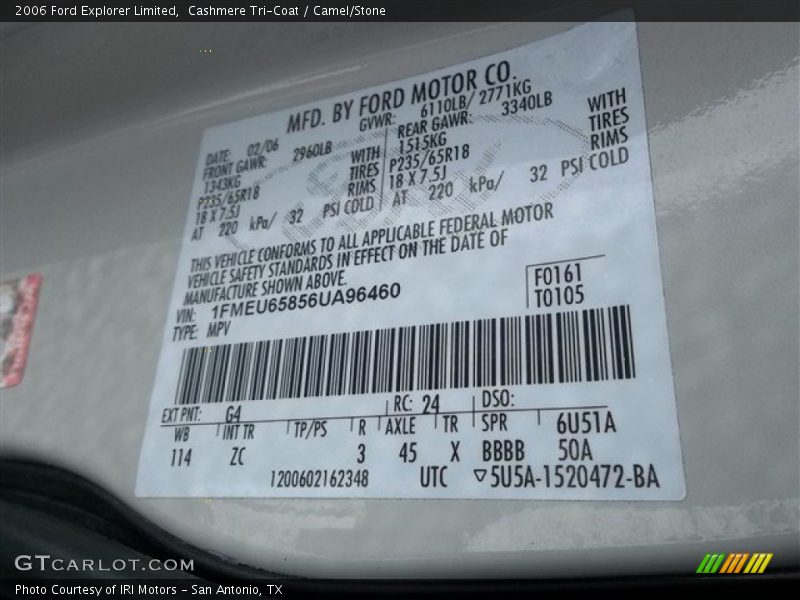 2006 Ford Explorer Limited, Cashmere Tri-Coat / Camel/Stone
MFD. BY FORD MOTOR CO.
DATE: 02/06 GVWR: 6110LB/ 2771KG
FRONT GAWR: 2960LB REAR GAWR: 3340LB
1343KG WITH 1515KG WITH
P235/65R18 TIRES P235/65R18 TIRES
18 X 7.5J RIMS 18 X 7.5J RIMS
AT 220 kPa/ 32 PSI COLD AT 220 kPa/ 32 PSI COLD
THIS VEHICLE CONFORMS TO ALL APPLICABLE FEDERAL MOTOR
VEHICLE SAFETY STANDARDS IN EFFECT ON THE DATE OF
MANUFACTURE SHOWN ABOVE.
VIN: 1FMEU65856UA96460
TYPE: MPV
F0161
T0105
EXT PNT: G4 RC: 24 DSO:
WB INT TR TP/PS R AXLE TR SPR 6U51A
114 ZC 3 45 X BBBB 50A
1200602162348 UTC ▽5U5A-1520472-BA
GTCARLOT.COM
Photo Courtesy of IRI Motors - San Antonio, TX